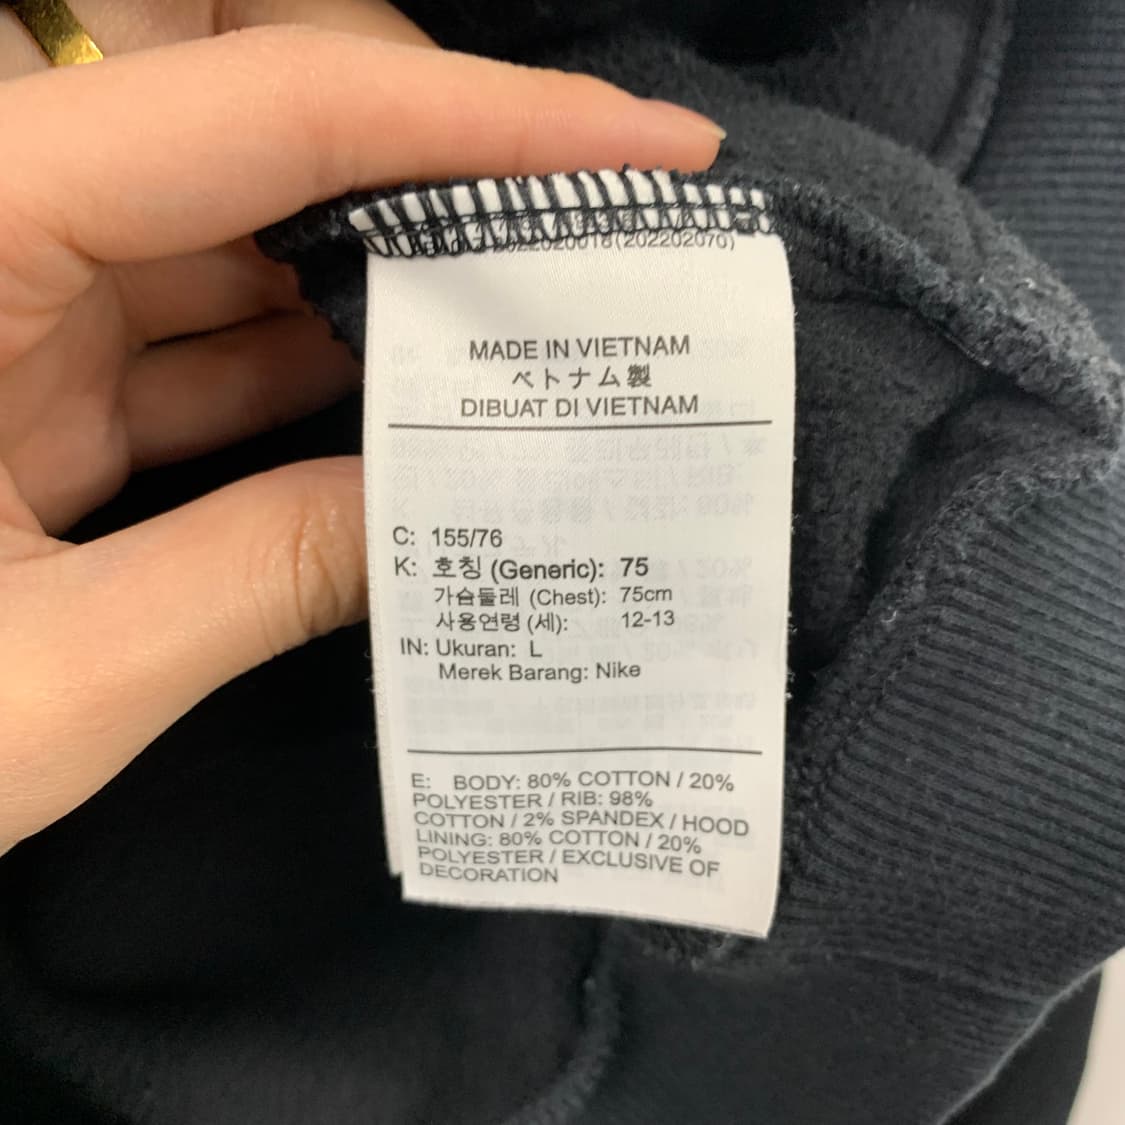 (202202070)
MADE IN VIETNAM
ベトナム製
DIBUAT DI VIETNAM
C: 155/76
K: 호칭 (Generic): 75
가슴둘레 (Chest): 75cm
사용연령 (세): 12-13
IN: Ukuran: L
Merek Barang: Nike
E: BODY: 80% COTTON / 20%
POLYESTER / RIB: 98%
COTTON / 2% SPANDEX / HOOD
LINING: 80% COTTON / 20%
POLYESTER / EXCLUSIVE OF
DECORATION